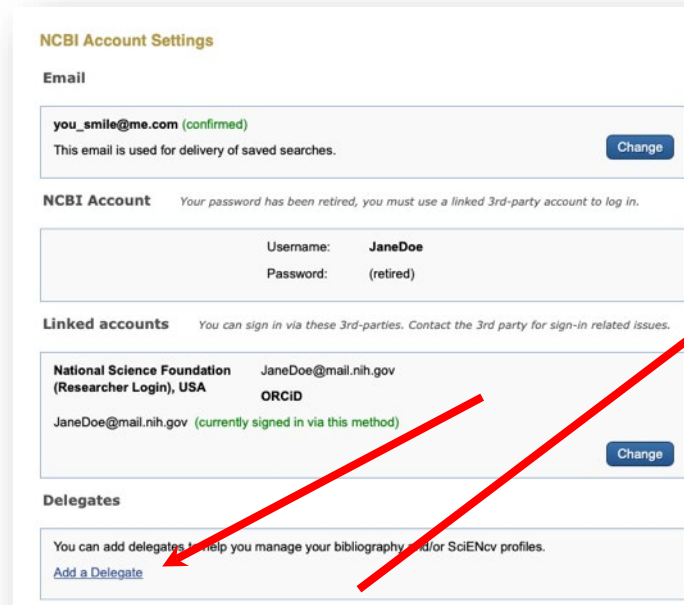 NCBI Account Settings
Email
you_smile@me.com (confirmed)
This email is used for delivery of saved searches.
Change
NCBI Account Your password has been retired, you must use a linked 3rd-party account to log in.
Username: JaneDoe
Password: (retired)
Linked accounts You can sign in via these 3rd-parties. Contact the 3rd party for sign-in related issues.
National Science Foundation JaneDoe@mail.nih.gov
(Researcher Login), USA ORCiD
JaneDoe@mail.nih.gov (currently signed in via this method)
Change
Delegates
You can add delegates to help you manage your bibliography and/or SciENcv profiles.
Add a Delegate